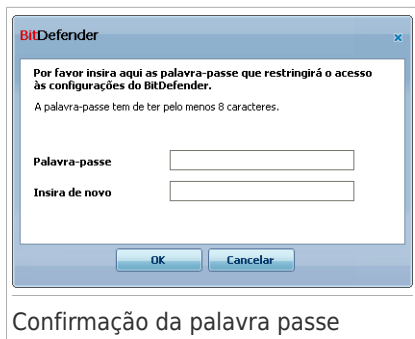 BitDefender
Por favor insira aqui as palavra-passe que restringirá o acesso
às configurações do BitDefender.
A palavra-passe tem de ter pelo menos 8 caracteres.
Palavra-passe
Insira de novo
OK Cancelar
Confirmação da palavra passe